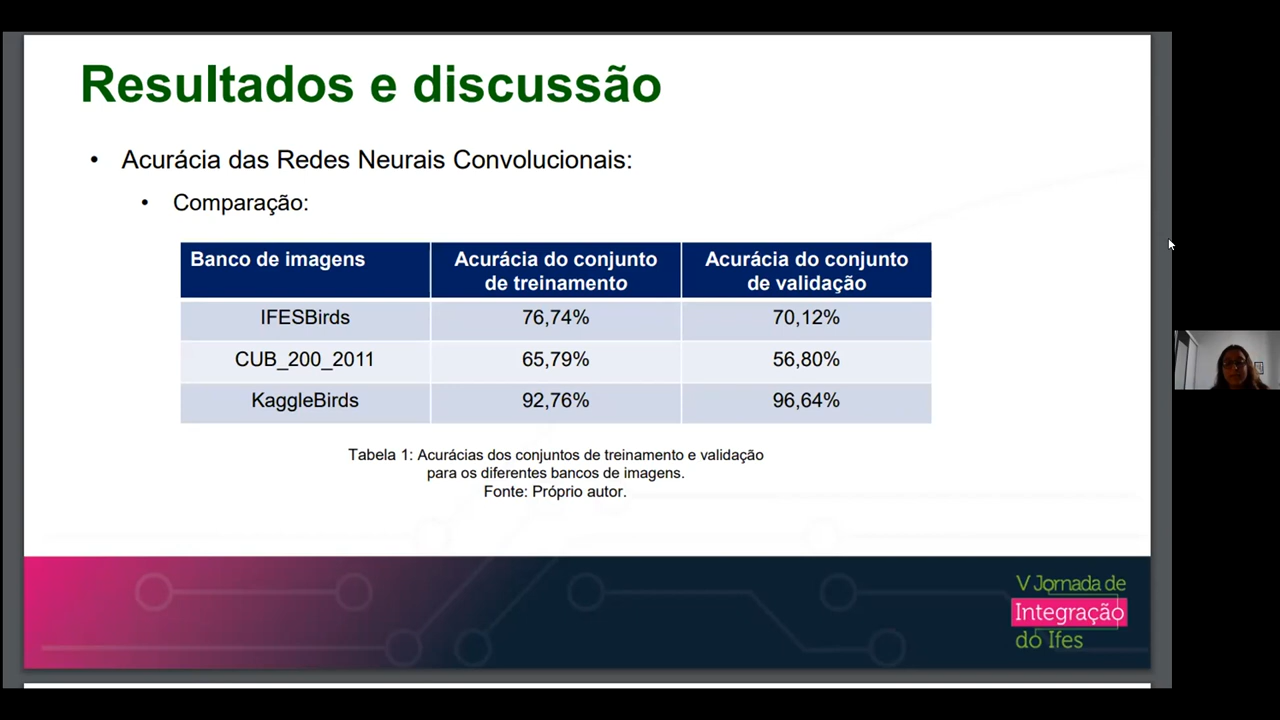 Resultados e discussão
• Acurácia das Redes Neurais Convolucionais:
• Comparação:
Banco de imagens Acurácia do conjunto de treinamento Acurácia do conjunto de validação
IFESBirds 76,74% 70,12%
CUB_200_2011 65,79% 56,80%
KaggleBirds 92,76% 96,64%
Tabela 1: Acurácias dos conjuntos de treinamento e validação
para os diferentes bancos de imagens.
Fonte: Próprio autor.
V Jornada de
Integração
do Ifes